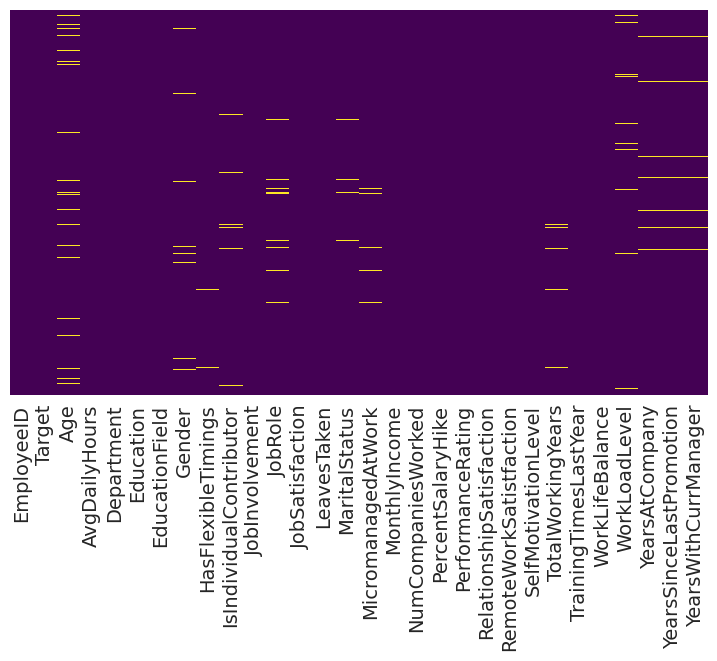 EmployeeID
Target
Age
AvgDailyHours
Department
Education
EducationField
Gender
HasFlexibleTimings
IsIndividualContributor
JobInvolvement
JobRole
JobSatisfaction
LeavesTaken
MaritalStatus
MicromanagedAtWork
MonthlyIncome
NumCompaniesWorked
PercentSalaryHike
PerformanceRating
RelationshipSatisfaction
RemoteWorkSatistfaction
SelfMotivationLevel
TotalWorkingYears
TrainingTimesLastYear
WorkLifeBalance
WorkLoadLevel
YearsAtCompany
YearsSinceLastPromotion
YearsWithCurrManager